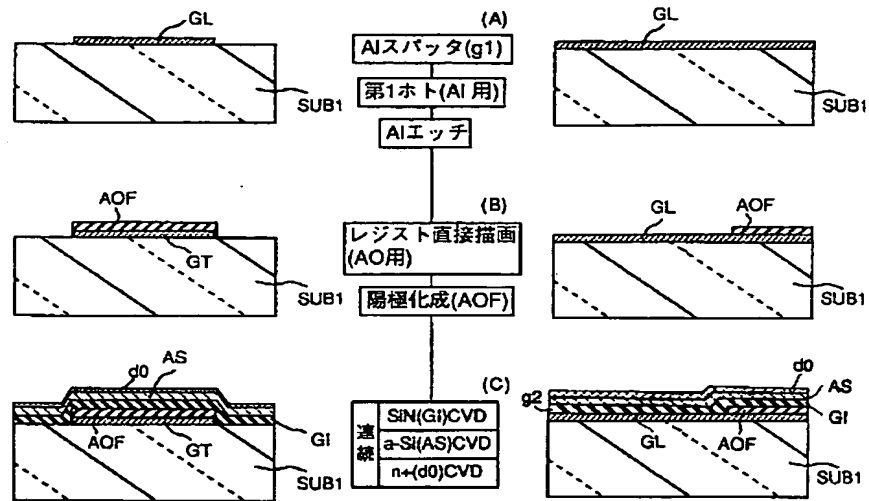 GL
SUB1
(A)
Alスパッタ(g1)
第1ホト(Al 用)
Alエッチ
GL
SUB1
AOF
GT
SUB1
(B)
レジスト直接描画
(AO用)
陽極化成(AOF)
GL
AOF
SUB1
d0
AS
AOF
GT
GI
SUB1
(C)
連続
SiN(GI)CVD
a-Si(AS)CVD
n+(d0)CVD
d0
g2
AS
GI
GL
AOF
SUB1